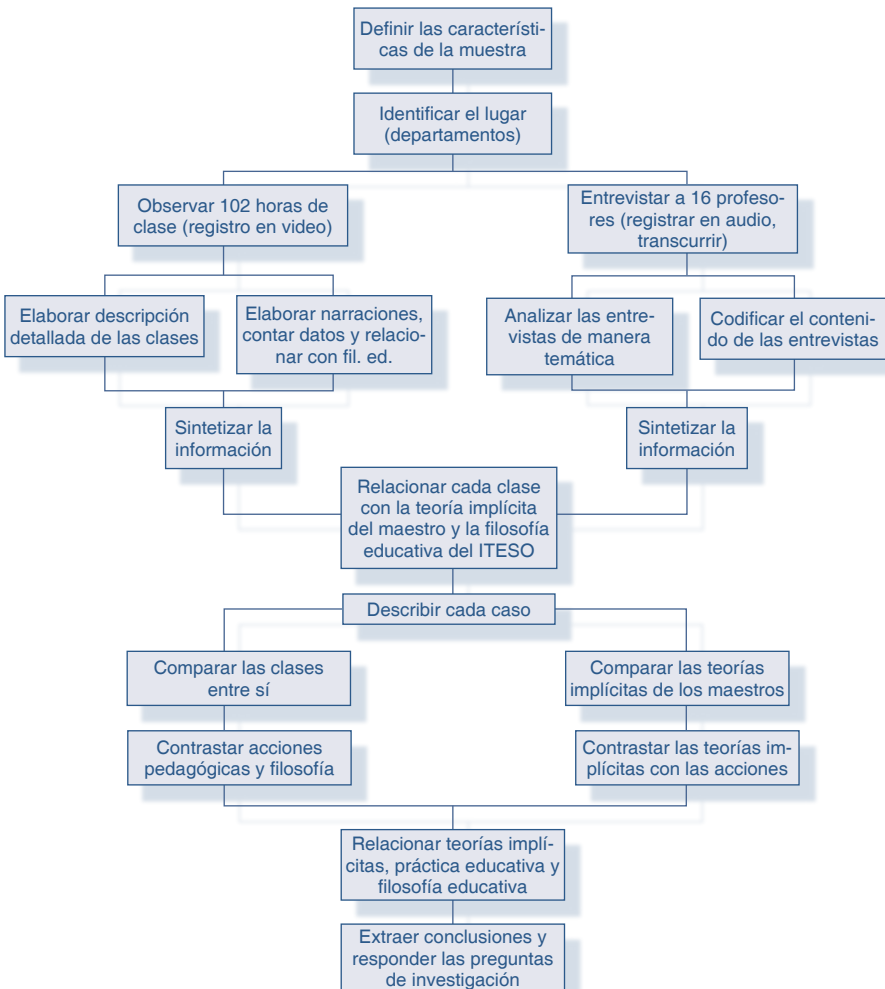 Definir las característi-
cas de la muestra
Identificar el lugar
(departamentos)
Observar 102 horas de
clase (registro en video)
Entrevistar a 16 profeso-
res (registrar en audio,
transcurrir)
Elaborar descripción
detallada de las clases
Elaborar narraciones,
contar datos y relacio-
nar con fil. ed.
Analizar las entre-
vistas de manera
temática
Codificar el conteni-
do de las entrevistas
Sintetizar la
información
Sintetizar la
información
Relacionar cada clase
con la teoría implícita
del maestro y la filosofía
educativa del ITESO
Describir cada caso
Comparar las clases
entre sí
Comparar las teorías
implícitas de los maestros
Contrastar acciones
pedagógicas y filosofía
Contrastar las teorías im-
plícitas con las acciones
Relacionar teorías implí-
citas, práctica educativa y
filosofía educativa
Extraer conclusiones y
responder las preguntas
de investigación